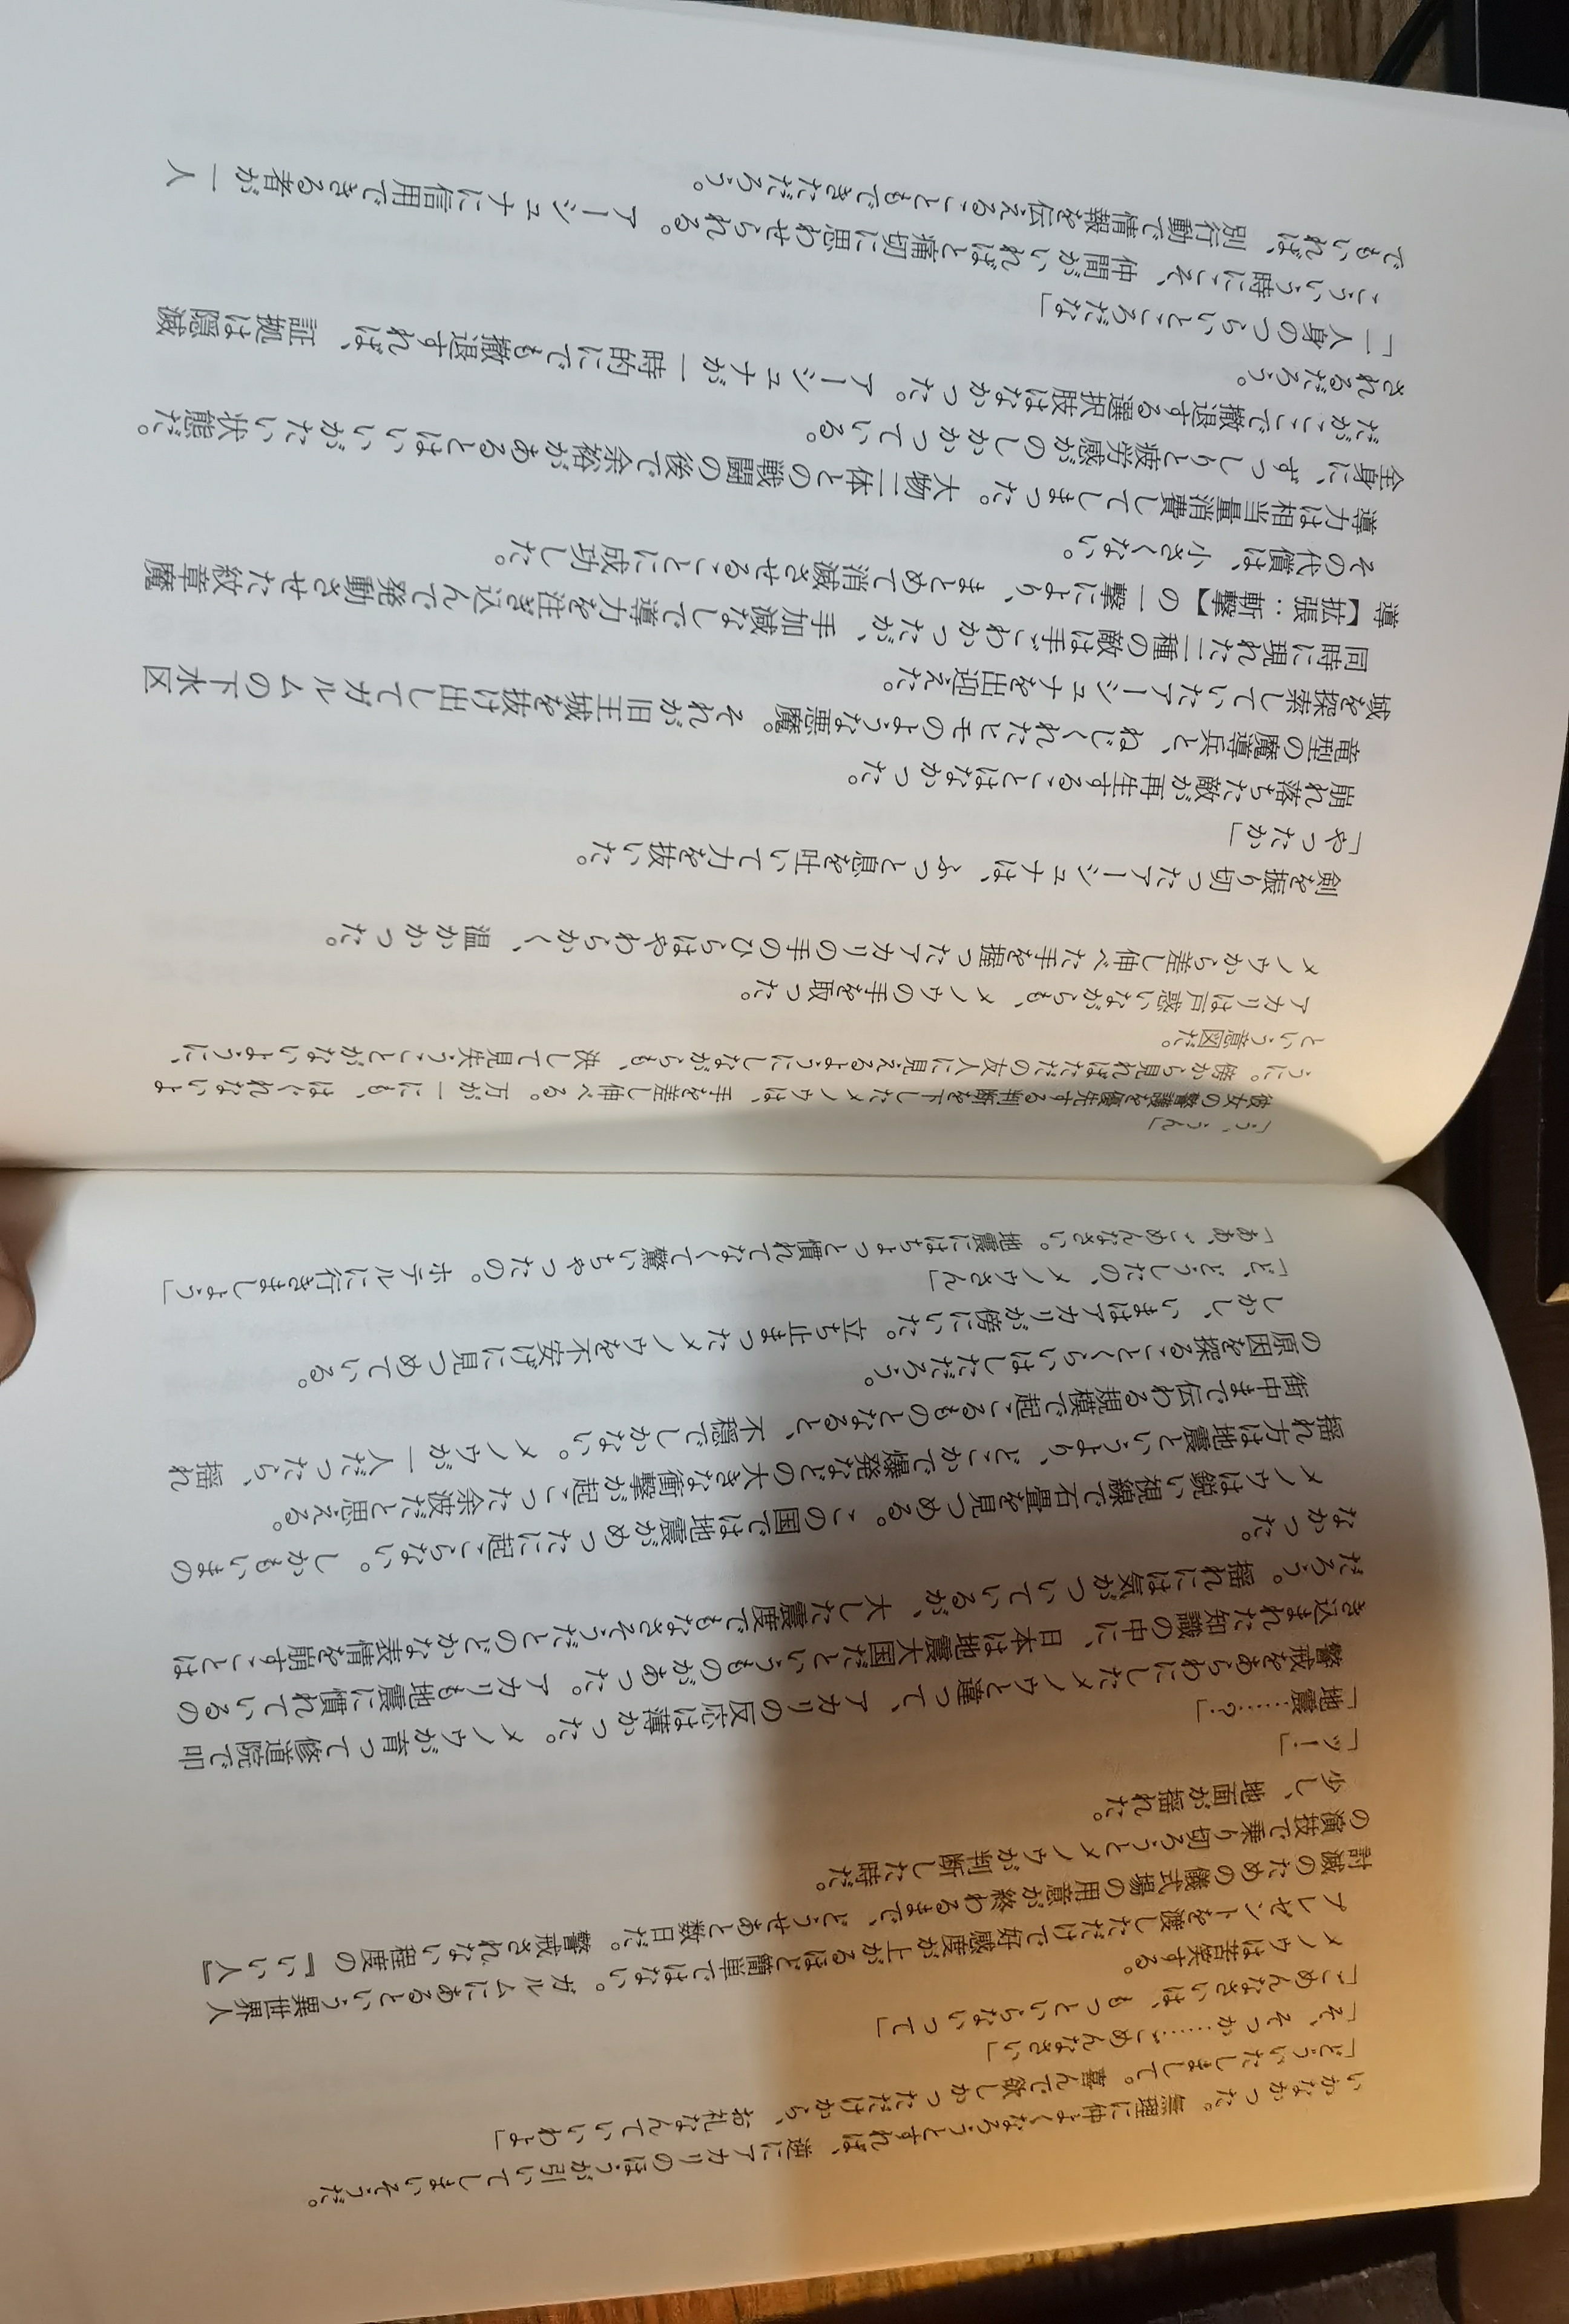 いかなかった。無理に仲よくなろうとすれば、逆にアカリのほうが引いてしまいそうだ。
「どういたしまして。喜んで欲しかっただけから、お礼なんていいわよ」
「そ、そっか……ごめんなさい」
「ごめんなさいは、もっといらないって」
メノウは苦笑する。
プレゼントを渡しただけで好感度が上がるほど簡単ではない。ガルムにあるという異世界人
討滅のための儀式場の用意が終わるまで、どうせあと数日だ。警戒されない程度の『いい人』
の演技で乗り切ろうとメノウが判断した時だ。
少し、地面が揺れた。
「ッ！」
「地震……？」
警戒をあらわにしたメノウと違って、アカリの反応は薄かった。メノウが育って修道院で叩
き込まれた知識の中に、日本は地震大国だというものがあった。アカリも地震に慣れているの
だろう。揺れには気がついているが、大した震度でもなさそうだとのどかな表情を崩すことは
なかった。
メノウは鋭い視線で石畳を見つめる。この国では地震がめったに起こらない。しかもいまの
揺れ方は地震というより、どこかで爆発などの大きな衝撃が起こった余波だと思える。
街中まで伝わる規模で起こるものとなると、不穏でしかない。メノウが一人だったら、揺れ
の原因を探ることくらいはしただろう。
しかし、いまはアカリが傍にいた。立ち止まったメノウを不安げに見つめている。
「ど、どうしたの、メノウさん」
「ああ、ごめんなさい。地震にはちょっと慣れてなくて驚いちゃったの。ホテルに行きましょう」
「う、うん」
彼女の警護を優先する判断を下したメノウは、手を差し伸べる。万が一にも、はぐれないよ
うに。傍から見ればただの友人に見えるようにしながらも、決して見失うことがないように、
という意図だ。
アカリは戸惑いながらも、メノウの手を取った。
メノウから差し伸べた手を握ったアカリの手のひらはやわらかく、温かかった。
剣を振り切ったアーシュナは、ふっと息を吐いて力を抜いた。
「やったか」
崩れ落ちた敵が再生することはなかった。
竜型の魔導兵と、ねじくれたヒモのような悪魔。それが旧王城を抜け出してガルムの下水区
域を探索していたアーシュナを出迎えた。
同時に現れた二種の敵は手ごわかったが、手加減なしで導力を注ぎ込んで発動させた紋章魔
導【拡張：斬撃】の一撃により、まとめて消滅させることに成功した。
その代償は、小さくない。
導力は相当量消費してしまった。大物二体との戦闘の後で余裕があるとはいいがたい状態だ。
全身に、ずっしりと疲労感がのしかかっている。
だがここで撤退する選択肢はなかった。アーシュナが一時的にでも撤退すれば、証拠は隠滅
されるだろう。
「一人身のつらいところだな」
こういう時にこそ、仲間がいればと痛切に思わせられる。アーシュナに信用できる者が一人
でもいれば、別行動で情報を伝えることもできただろう。